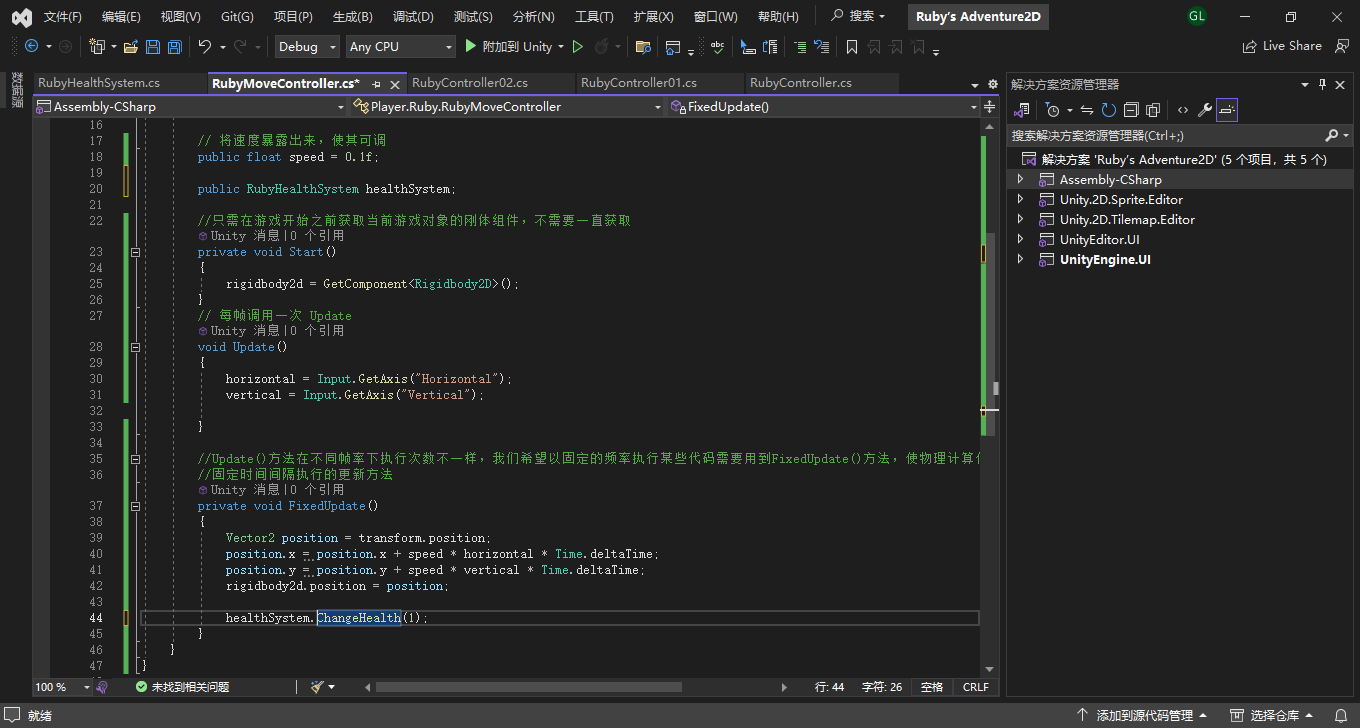 文件(F) 编辑(E) 视图(V) Git(G) 项目(P) 生成(B) 调试(D) 测试(S) 分析(N) 工具(T) 扩展(X) 窗口(W) 帮助(H) 搜索 Ruby's Adventure2D GL
Debug Any CPU 附加到 Unity Live Share
数据源
RubyHealthSystem.cs RubyMoveController.cs* RubyController02.cs RubyController01.cs RubyController.cs
Assembly-CSharp Player.Ruby.RubyMoveController FixedUpdate()
16
17 // 将速度暴露出来，使其可调
18 public float speed = 0.1f;
19
20 public RubyHealthSystem healthSystem;
21
22 //只需在游戏开始之前获取当前游戏对象的刚体组件，不需要一直获取
Unity 消息|0 个引用
23 private void Start()
24 {
25 rigidbody2d = GetComponent<Rigidbody2D>();
26 }
27 // 每帧调用一次 Update
Unity 消息|0 个引用
28 void Update()
29 {
30 horizontal = Input.GetAxis("Horizontal");
31 vertical = Input.GetAxis("Vertical");
32
33 }
34
35 //Update()方法在不同帧率下执行次数不一样，我们希望以固定的频率执行某些代码需要用到FixedUpdate()方法，使物理计算
36 //固定时间间隔执行的更新方法
Unity 消息|0 个引用
37 private void FixedUpdate()
38 {
39 Vector2 position = transform.position;
40 position.x = position.x + speed * horizontal * Time.deltaTime;
41 position.y = position.y + speed * vertical * Time.deltaTime;
42 rigidbody2d.position = position;
43
44 healthSystem.ChangeHealth(1);
45 }
46 }
47 }
100 % 未找到相关问题 行: 44 字符: 26 空格 CRLF
解决方案资源管理器
搜索解决方案资源管理器(Ctrl+;)
解决方案 'Ruby's Adventure2D' (5 个项目，共 5 个)
Assembly-CSharp
Unity.2D.Sprite.Editor
Unity.2D.Tilemap.Editor
UnityEditor.UI
UnityEngine.UI
就绪 添加到源代码管理 选择仓库